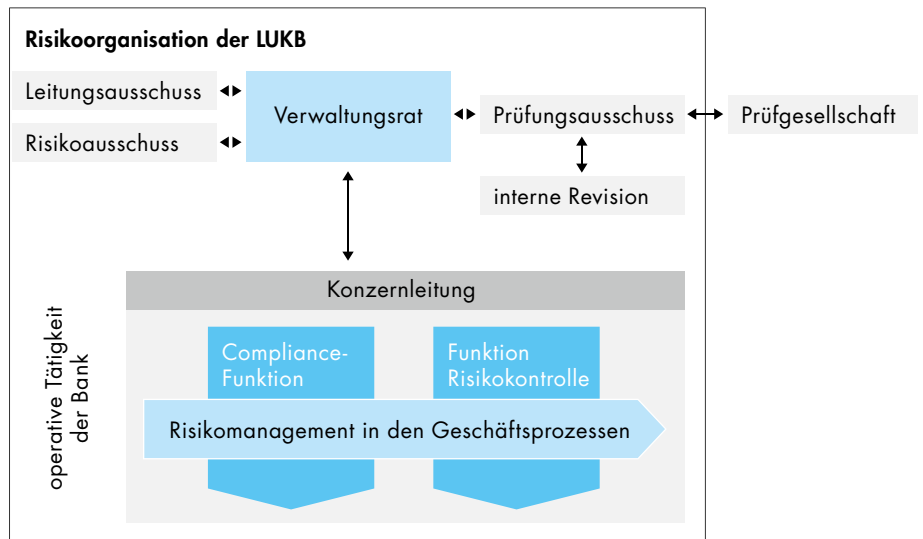 Risikoorganisation der LUKB
Leitungsausschuss
Risikoausschuss
Verwaltungsrat
Prüfungsausschuss
Prüfgesellschaft
interne Revision
Konzernleitung
operative Tätigkeit
der Bank
Compliance-
Funktion
Funktion
Risikokontrolle
Risikomanagement in den Geschäftsprozessen